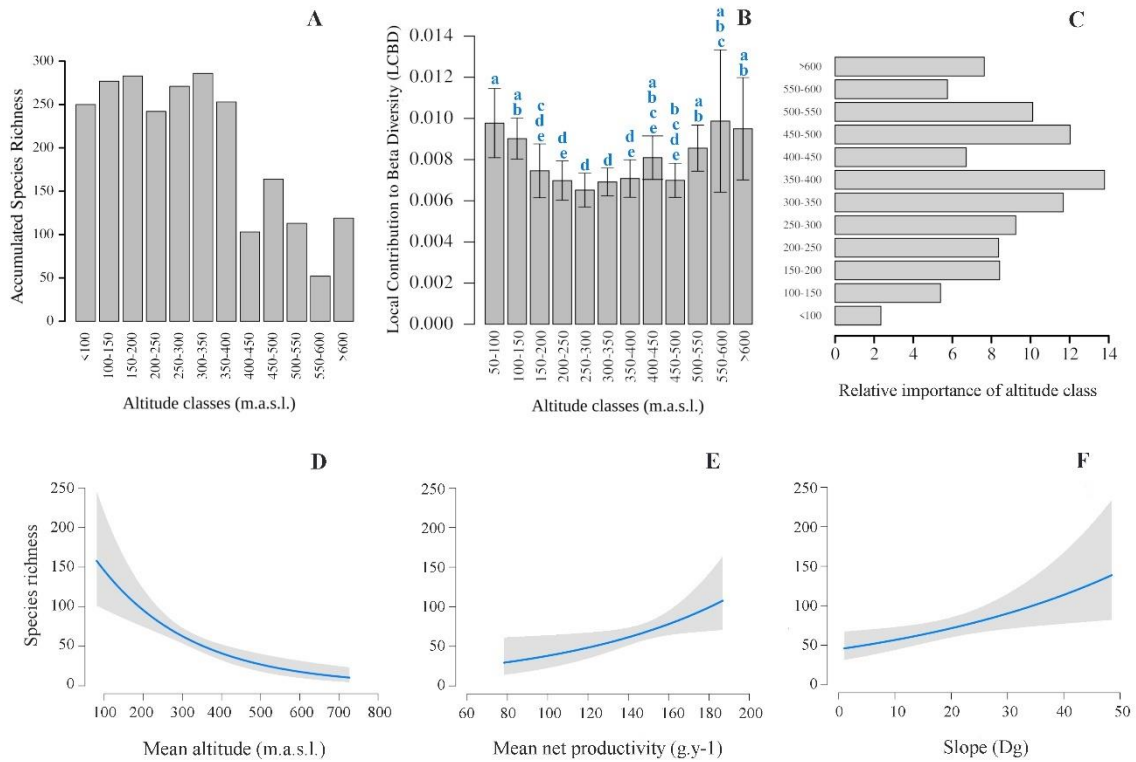 A
Accumulated Species Richness
300
250
200
150
100
50
0
<100
100-150
150-200
200-250
250-300
300-350
350-400
400-450
450-500
500-550
550-600
>600
Altitude classes (m.a.s.l.)
B
Local Contribution to Beta Diversity (LCBD)
0.014
0.012
0.010
0.008
0.006
0.004
0.002
0.000
a
a
b
c
d
e
d
e
d
d
e
d
e
a
b
c
e
b
c
d
e
a
b
a
b
c
a
b
50-100
100-150
150-200
200-250
250-300
300-350
350-400
400-450
450-500
500-550
550-600
>600
Altitude classes (m.a.s.l.)
C
>600
550-600
500-550
450-500
400-450
350-400
300-350
250-300
200-250
150-200
100-150
<100
0 2 4 6 8 10 12 14
Relative importance of altitude class
D
Species richness
250
200
150
100
50
0
100 200 300 400 500 600 700 800
Mean altitude (m.a.s.l.)
E
250
200
150
100
50
0
60 80 100 120 140 160 180 200
Mean net productivity (g.y-1)
F
250
200
150
100
50
0
0 10 20 30 40 50
Slope (Dg)